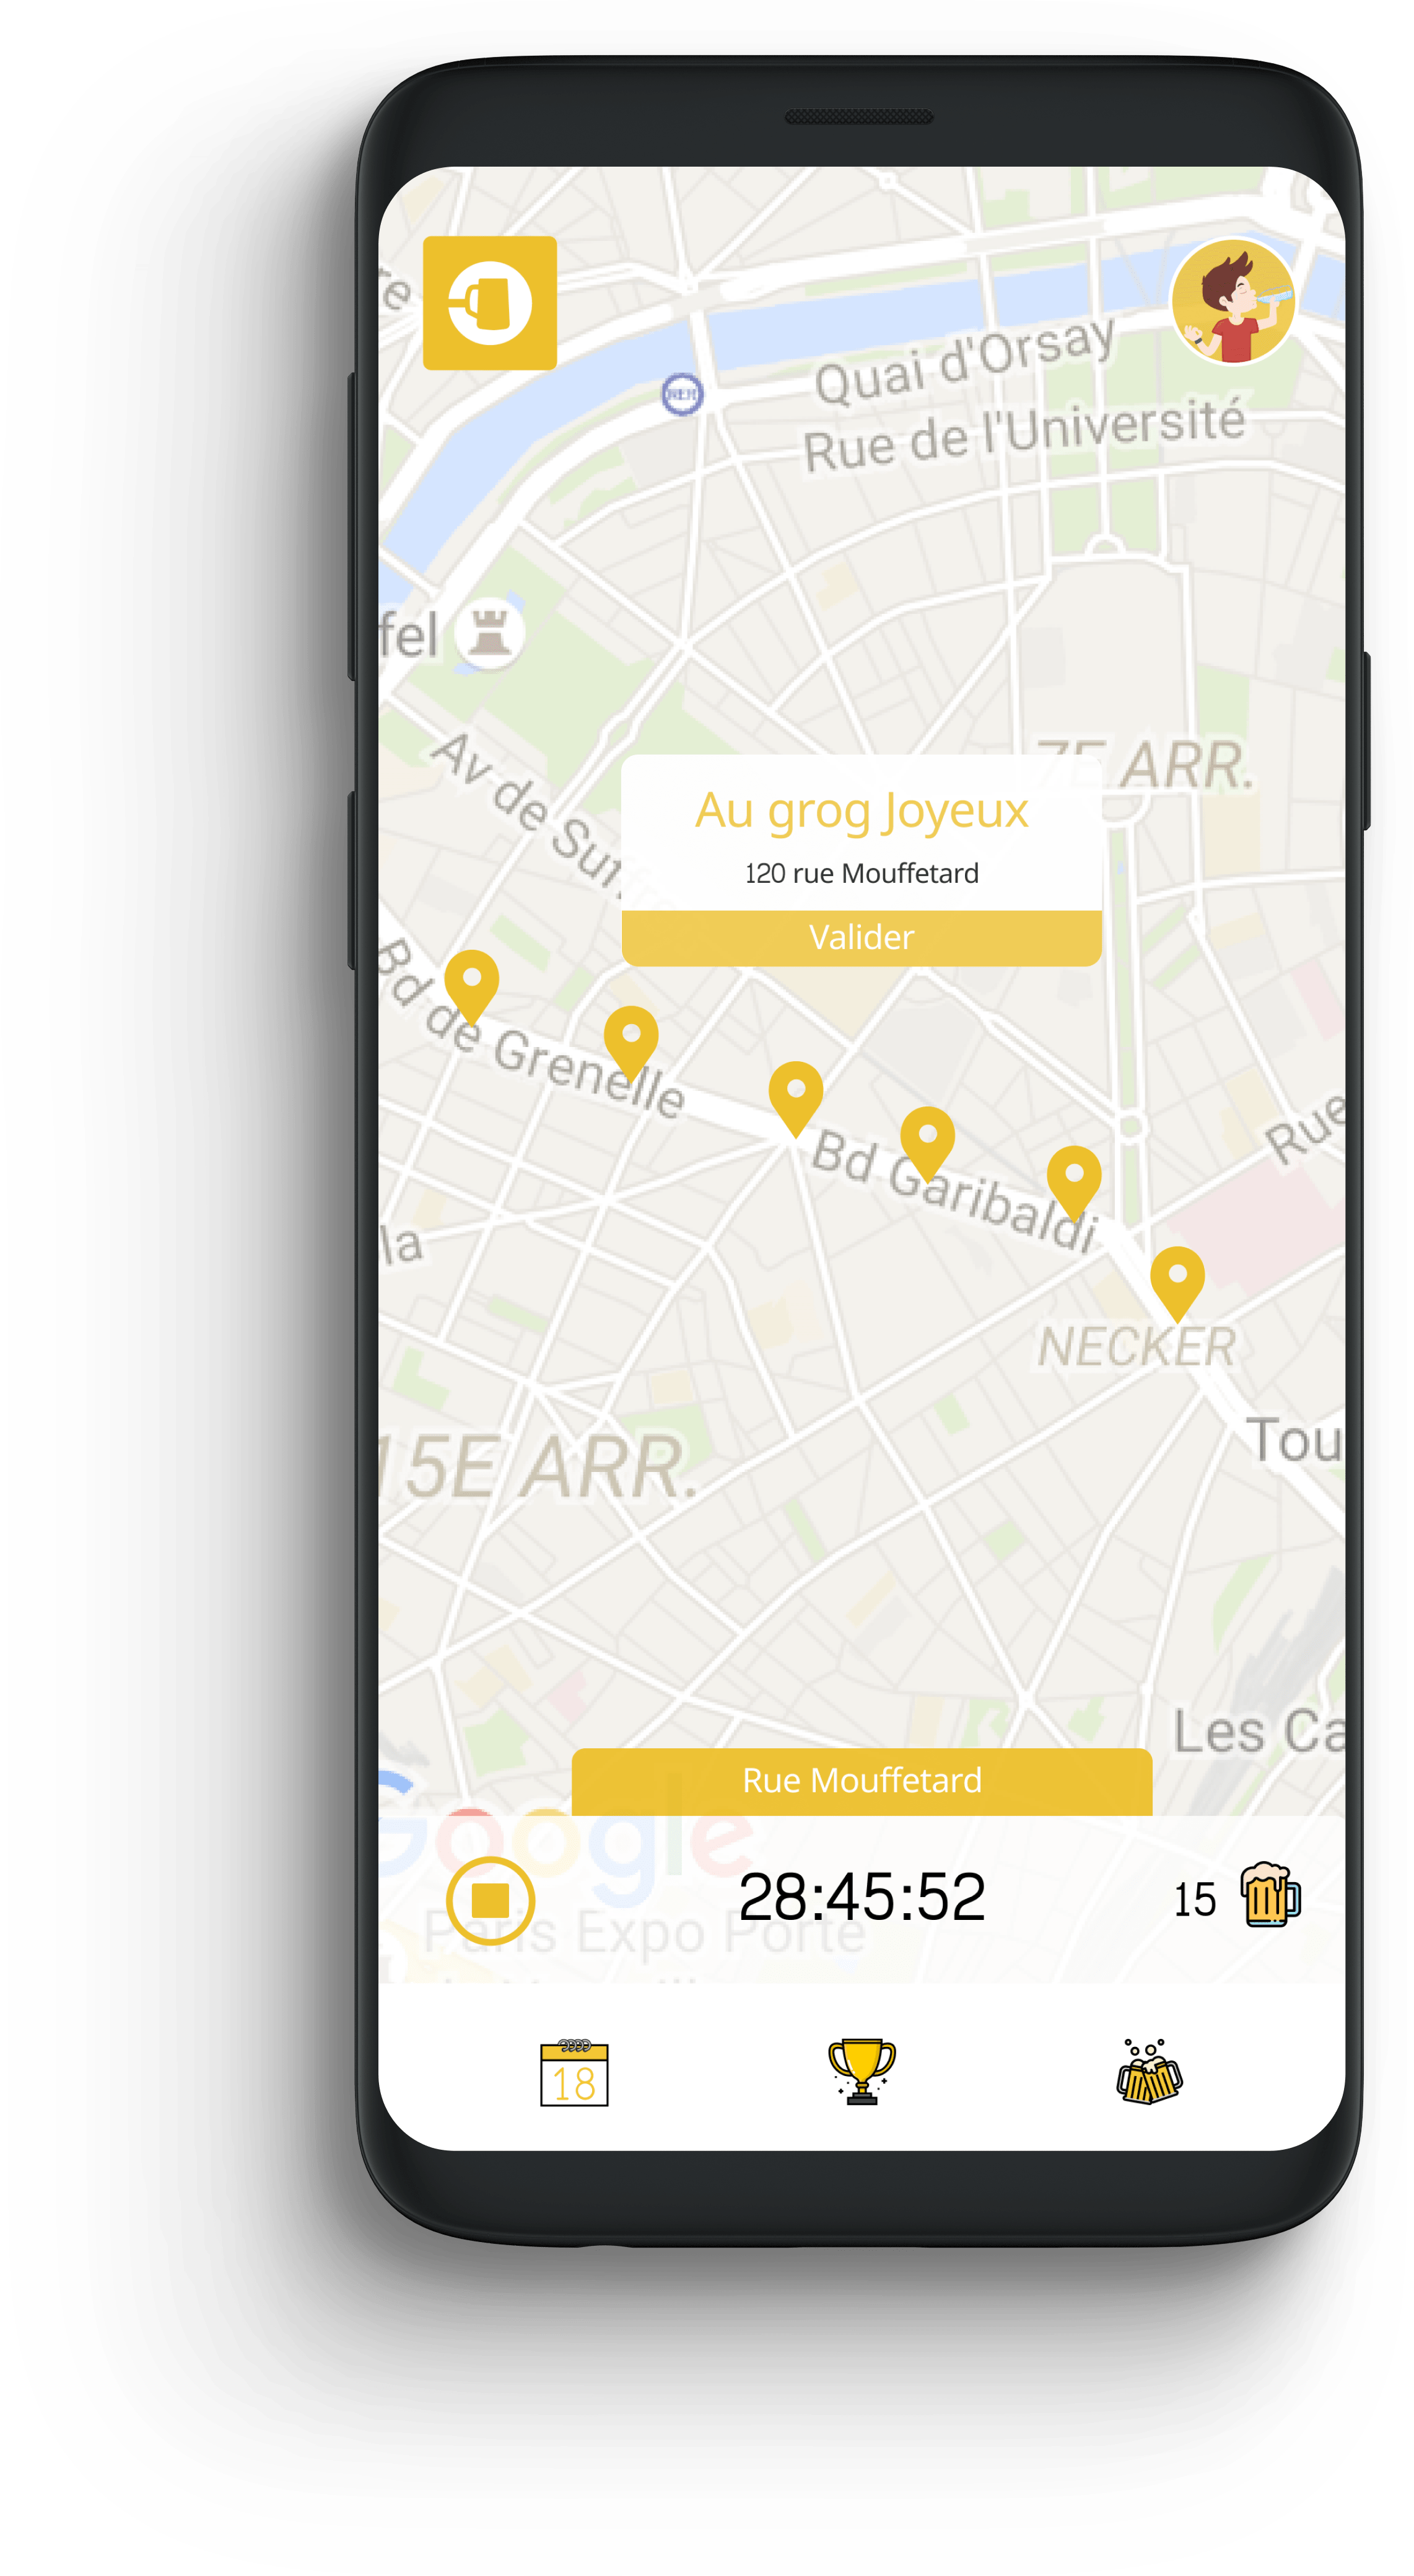 re
Quai d'Orsay
Rue de l'Université
fel
Av de Suffr
7E ARR.
Au grog Joyeux
120 rue Mouffetard
Valider
Bd de Grenelle
Bd Garibaldi
Rue
la
NECKER
Tou
15E ARR.
Les Ca
Rue Mouffetard
Google
28:45:52
15
Paris Expo Porte
18